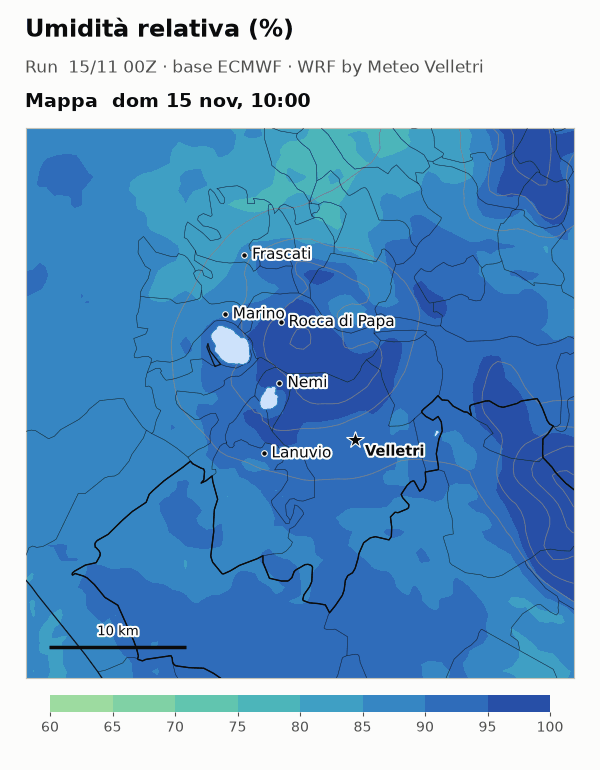 Umidità relativa (%)
Run  15/11 00Z · base ECMWF · WRF by Meteo Velletri
Mappa  dom 15 nov, 10:00
Frascati
Marino
Rocca di Papa
Nemi
Velletri
Lanuvio
10 km
60 65 70 75 80 85 90 95 100